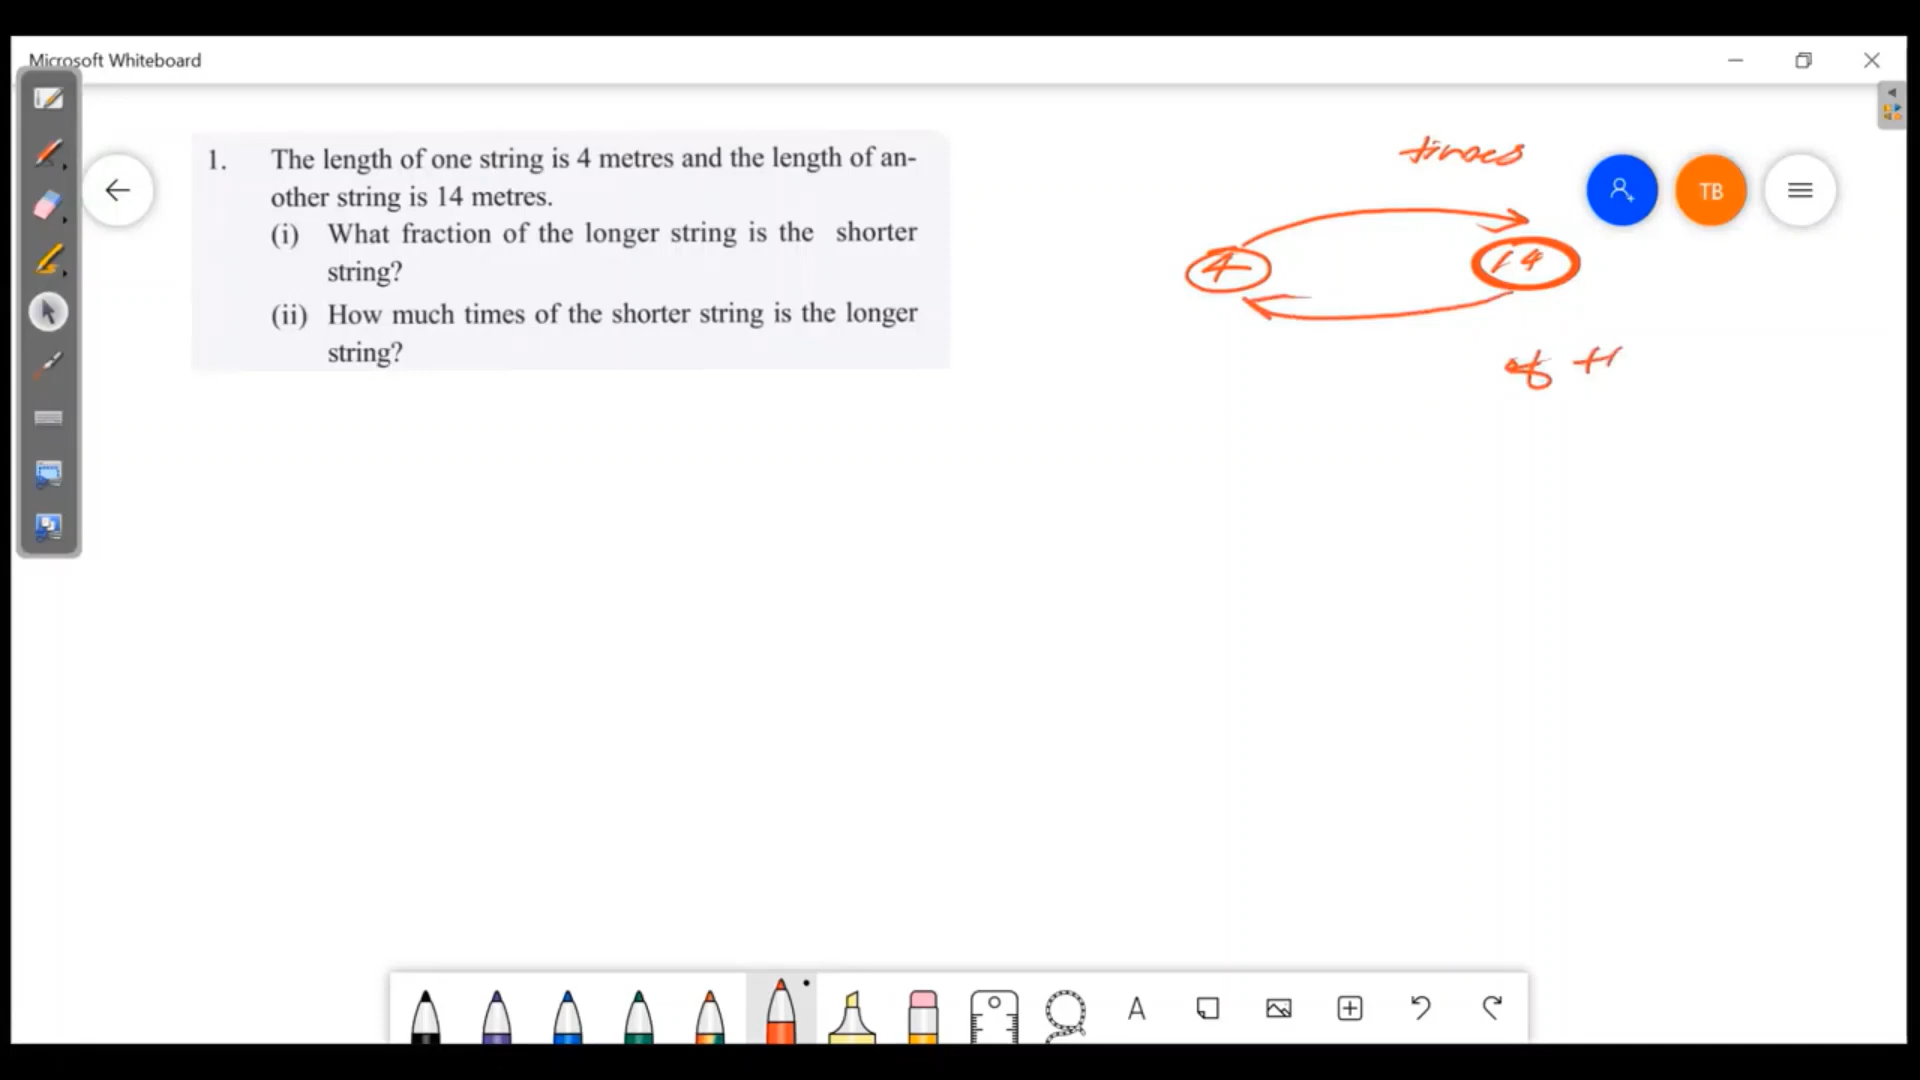 Microsoft Whiteboard
1. The length of one string is 4 metres and the length of an-
other string is 14 metres.
(i) What fraction of the longer string is the shorter
string?
(ii) How much times of the shorter string is the longer
string?
times
4
14
of
TB
A